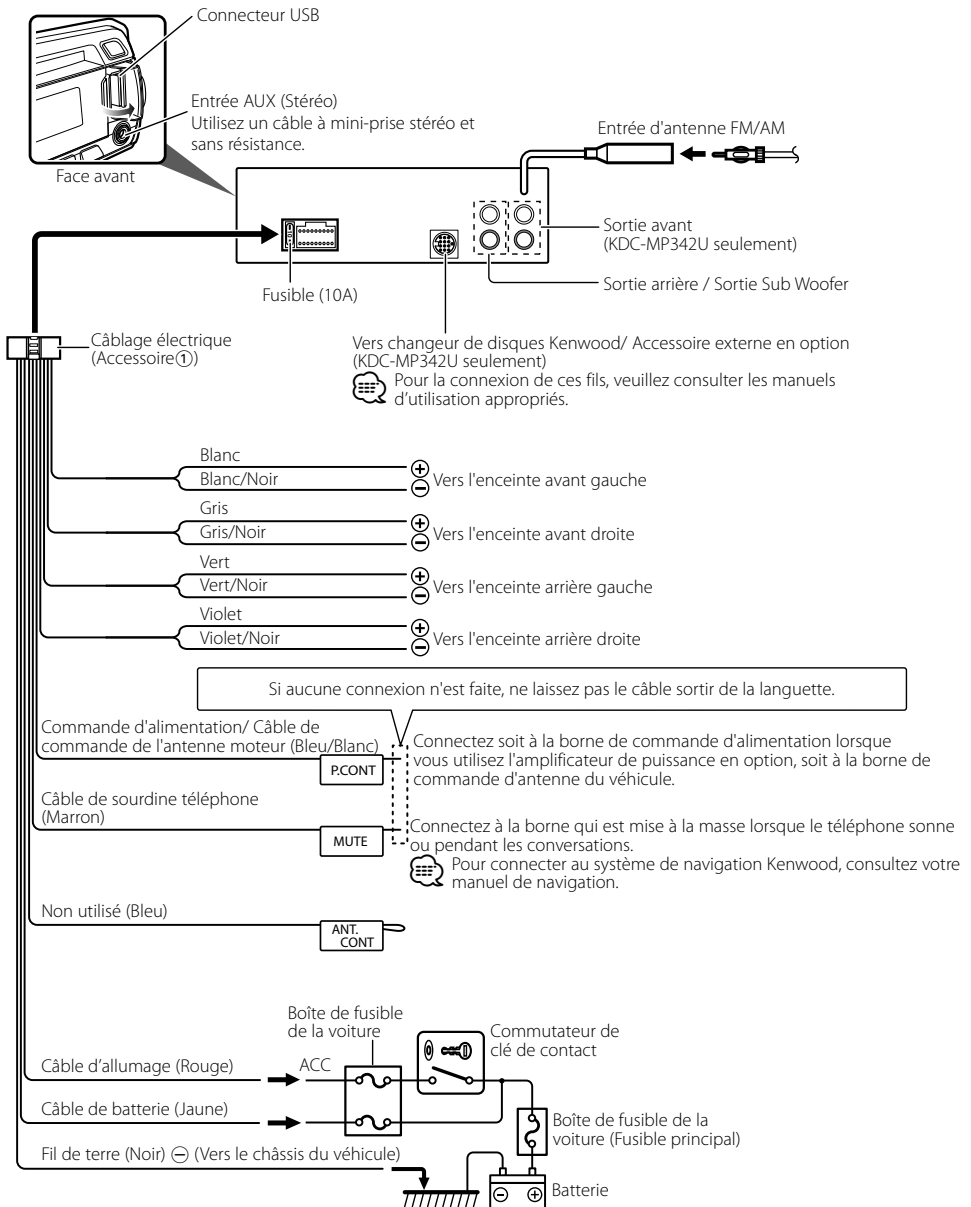 Connecteur USB
Entrée AUX (Stéréo)
Utilisez un câble à mini-prise stéréo et
sans résistance.
Face avant
Entrée d'antenne FM/AM
Sortie avant
(KDC-MP342U seulement)
Sortie arrière / Sortie Sub Woofer
Fusible (10A)
Câblage électrique
(Accessoire①)
Vers changeur de disques Kenwood/ Accessoire externe en option
(KDC-MP342U seulement)
Pour la connexion de ces fils, veuillez consulter les manuels
d’utilisation appropriés.
Blanc
Blanc/Noir
⊕
⊖
Vers l'enceinte avant gauche
Gris
Gris/Noir
⊕
⊖
Vers l'enceinte avant droite
Vert
Vert/Noir
⊕
⊖
Vers l'enceinte arrière gauche
Violet
Violet/Noir
⊕
⊖
Vers l'enceinte arrière droite
Si aucune connexion n'est faite, ne laissez pas le câble sortir de la languette.
Commande d'alimentation/ Câble de
commande de l'antenne moteur (Bleu/Blanc)
P.CONT
Connectez soit à la borne de commande d'alimentation lorsque
vous utilisez l'amplificateur de puissance en option, soit à la borne de
commande d'antenne du véhicule.
Câble de sourdine téléphone
(Marron)
MUTE
Connectez à la borne qui est mise à la masse lorsque le téléphone sonne
ou pendant les conversations.
Pour connecter au système de navigation Kenwood, consultez votre
manuel de navigation.
Non utilisé (Bleu)
ANT.
CONT
Boîte de fusible
de la voiture
Commutateur de
clé de contact
Câble d’allumage (Rouge)
ACC
Câble de batterie (Jaune)
Boîte de fusible de la
voiture (Fusible principal)
Fil de terre (Noir) ⊖ (Vers le châssis du véhicule)
⊖
⊕
Batterie